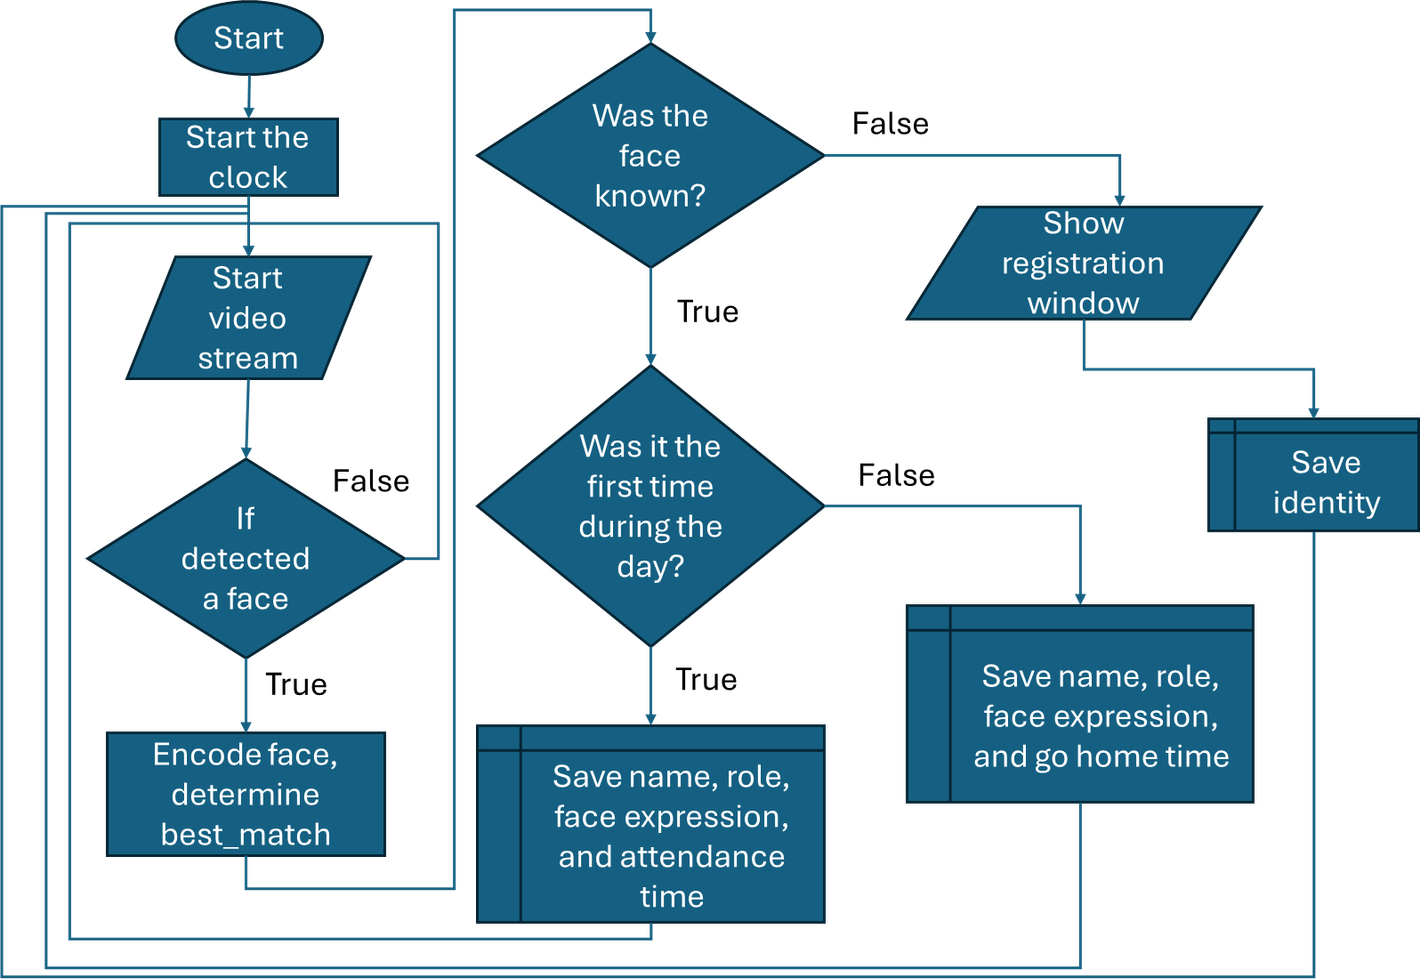 Start
Start the
clock
Start
video
stream
If
detected
a face
False
True
Encode face,
determine
best_match
Was the
face
known?
False
True
Show
registration
window
Save
identity
Was it the
first time
during the
day?
False
True
Save name, role,
face expression,
and go home time
Save name, role,
face expression,
and attendance
time